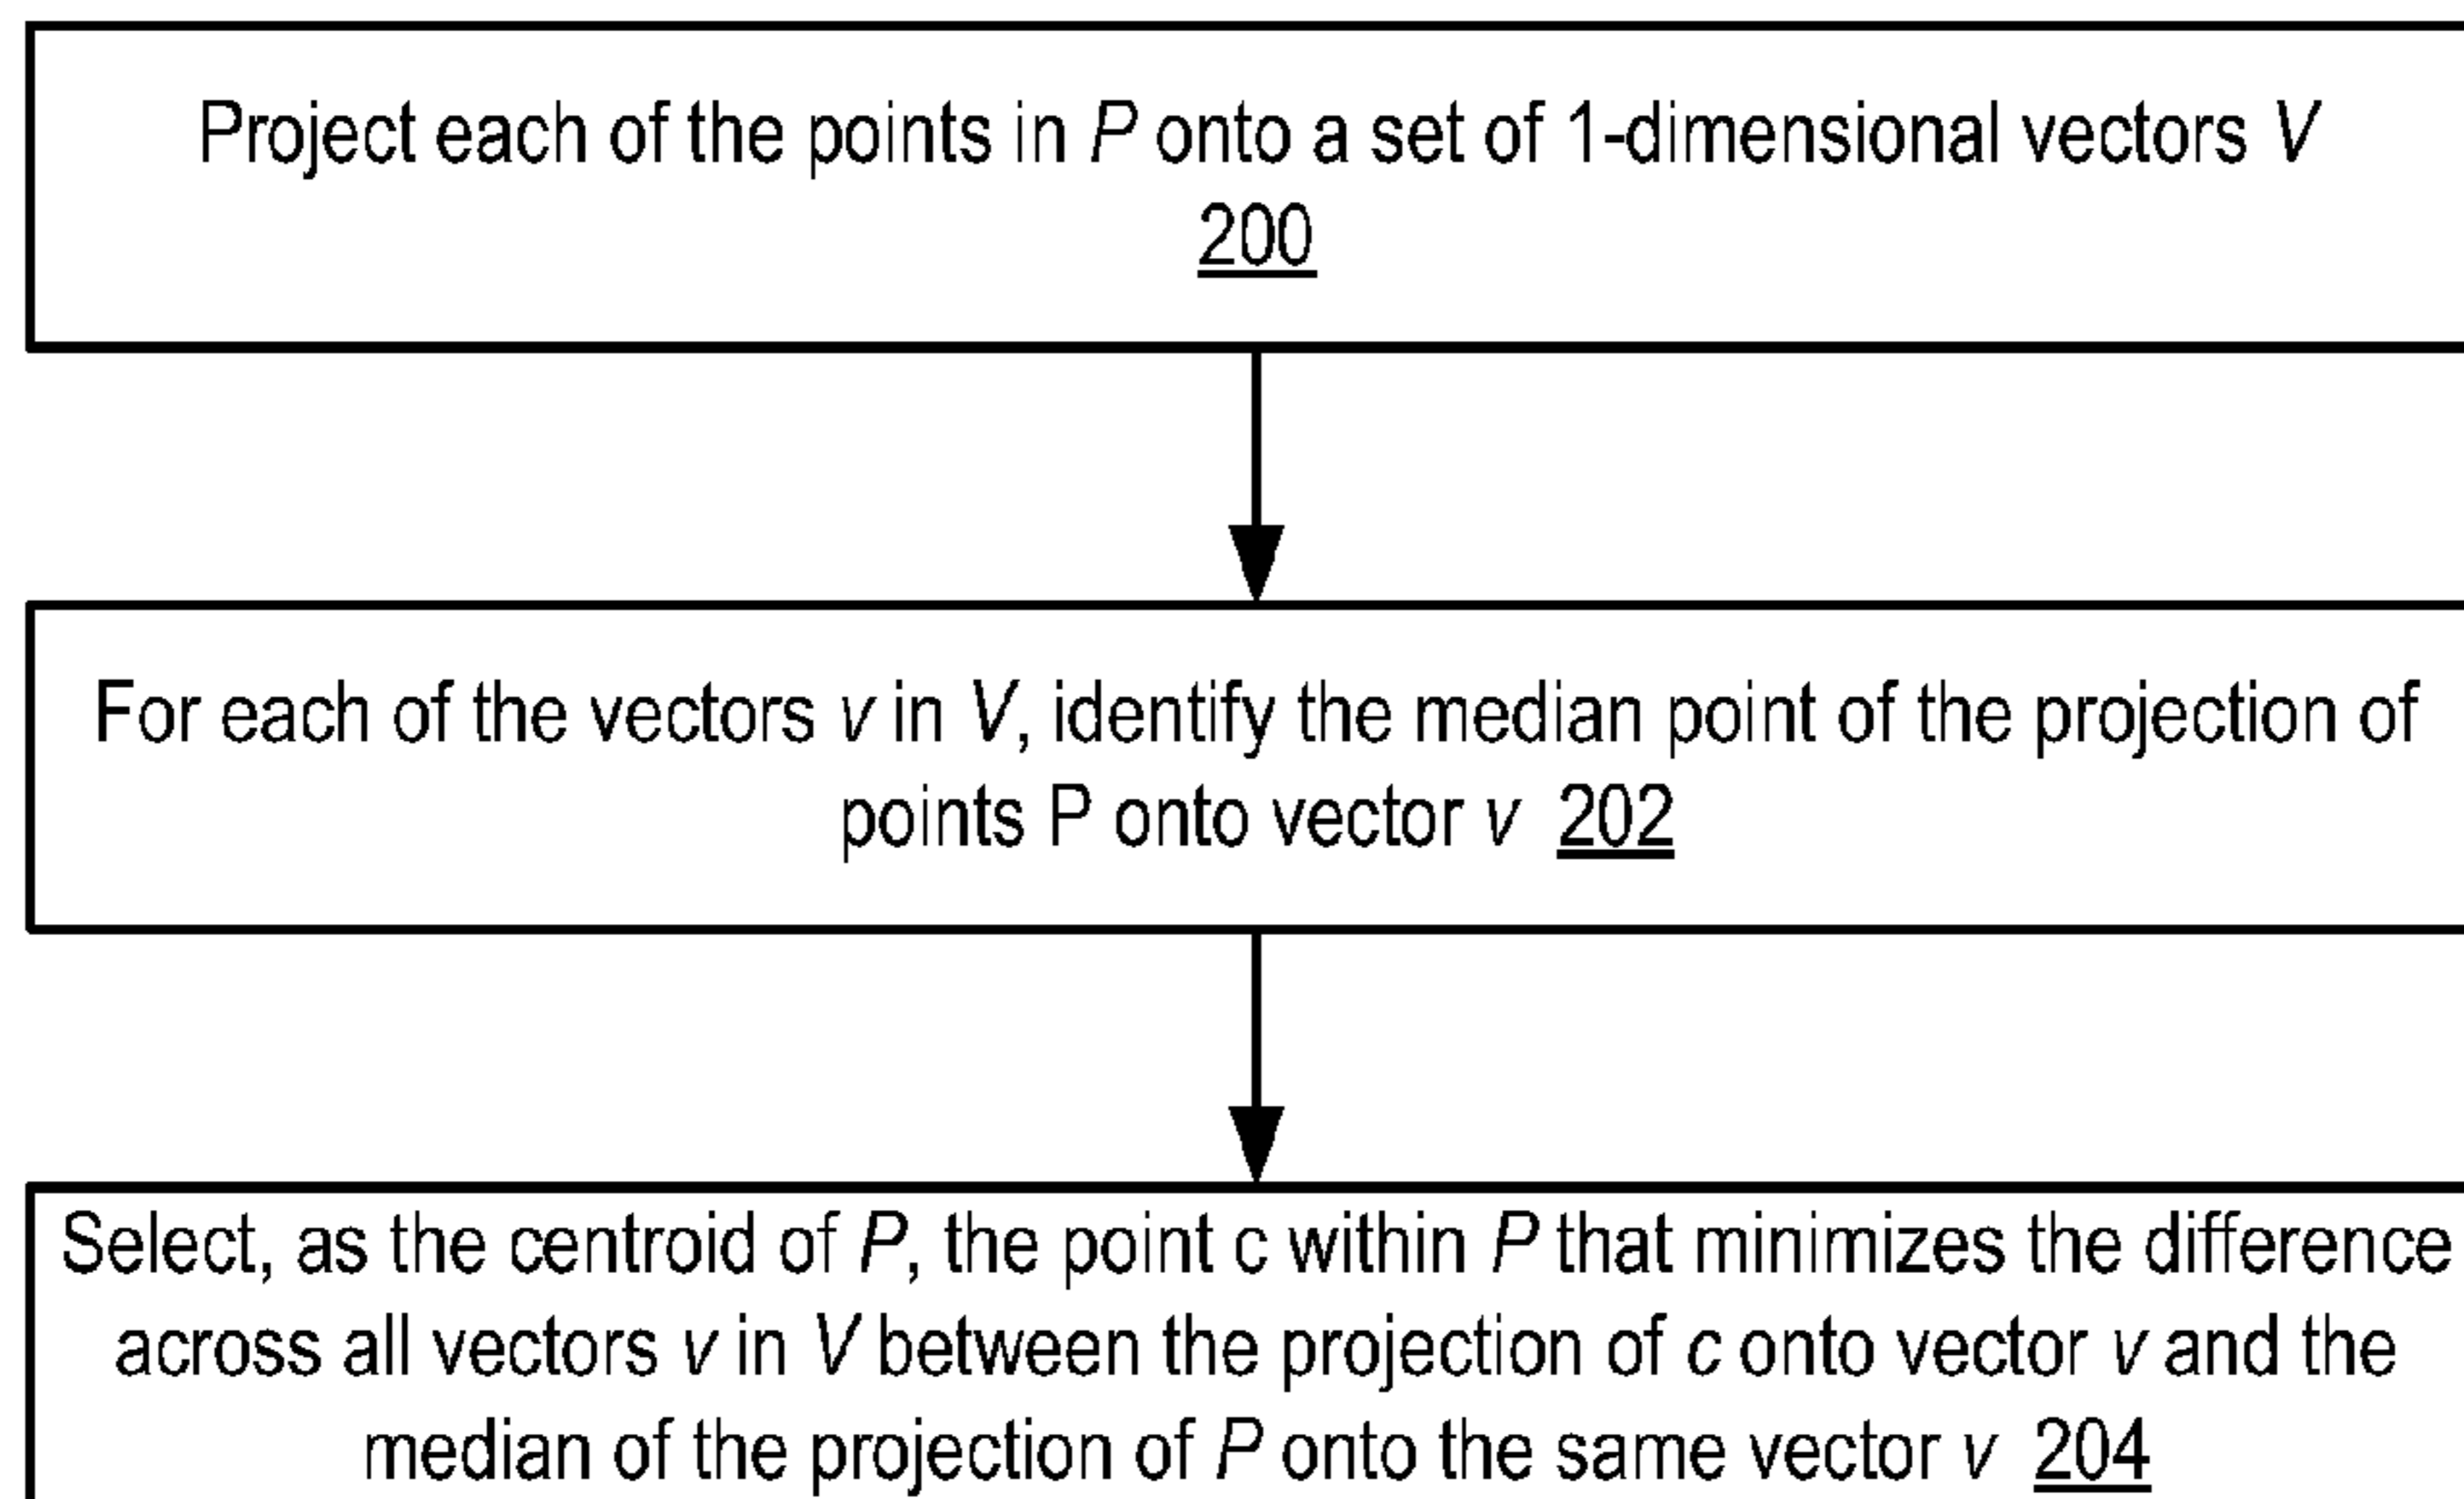 Project each of the points in P onto a set of 1-dimensional vectors V
200
For each of the vectors v in V, identify the median point of the projection of
points P onto vector v 202
Select, as the centroid of P, the point c within P that minimizes the difference
across all vectors v in V between the projection of c onto vector v and the
median of the projection of P onto the same vector v 204